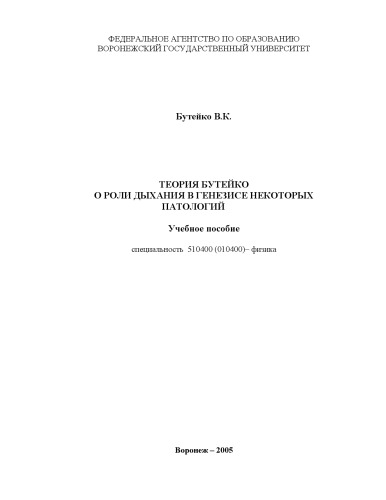 ФЕДЕРАЛЬНОЕ АГЕНТСТВО ПО ОБРАЗОВАНИЮ
ВОРОНЕЖСКИЙ ГОСУДАРСТВЕННЫЙ УНИВЕРСИТЕТ
Бутейко В.К.
ТЕОРИЯ БУТЕЙКО
О РОЛИ ДЫХАНИЯ В ГЕНЕЗИСЕ НЕКОТОРЫХ
ПАТОЛОГИЙ
Учебное пособие
специальность 510400 (010400)– физика
Воронеж – 2005